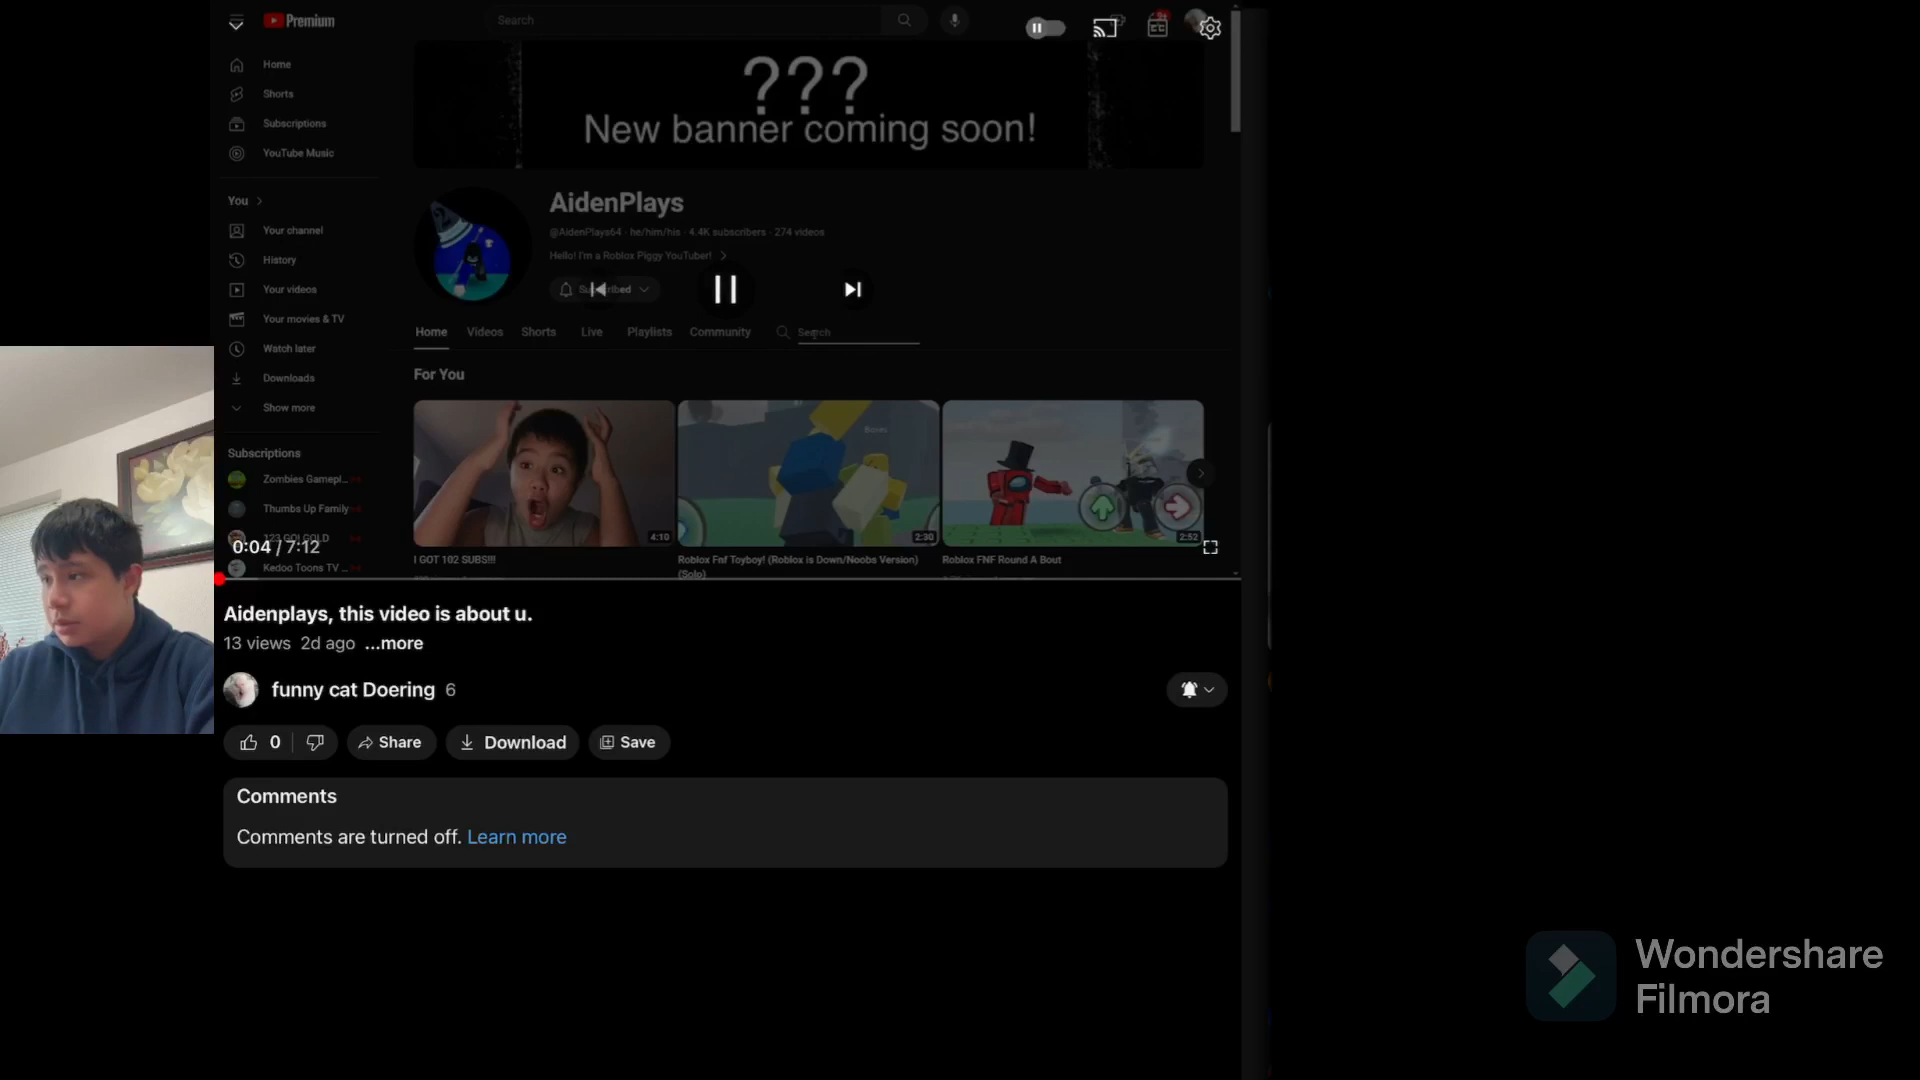 Premium
Search
Home
Shorts
Subscriptions
YouTube Music
You
Your channel
History
Your videos
Your movies & TV
Watch later
Downloads
Show more
Subscriptions
Zombies Gamepl...
Thumbs Up Family
123 GO! GOLD
Kedoo Toons TV ...
???
New banner coming soon!
AidenPlays
@AidenPlays64 · he/him/his · 4.4K subscribers · 274 videos
Hello! I'm a Roblox Piggy YouTuber!
Subscribed
Home Videos Shorts Live Playlists Community Search
For You
4:10
2:30
2:52
I GOT 102 SUBS!!!
Roblox Fnf Toyboy! (Roblox is Down/Noobs Version)
(Solo)
Roblox FNF Round A Bout
0:04 / 7:12
Aidenplays, this video is about u.
13 views 2d ago ...more
funny cat Doering 6
0 Share Download Save
Comments
Comments are turned off. Learn more
Wondershare
Filmora